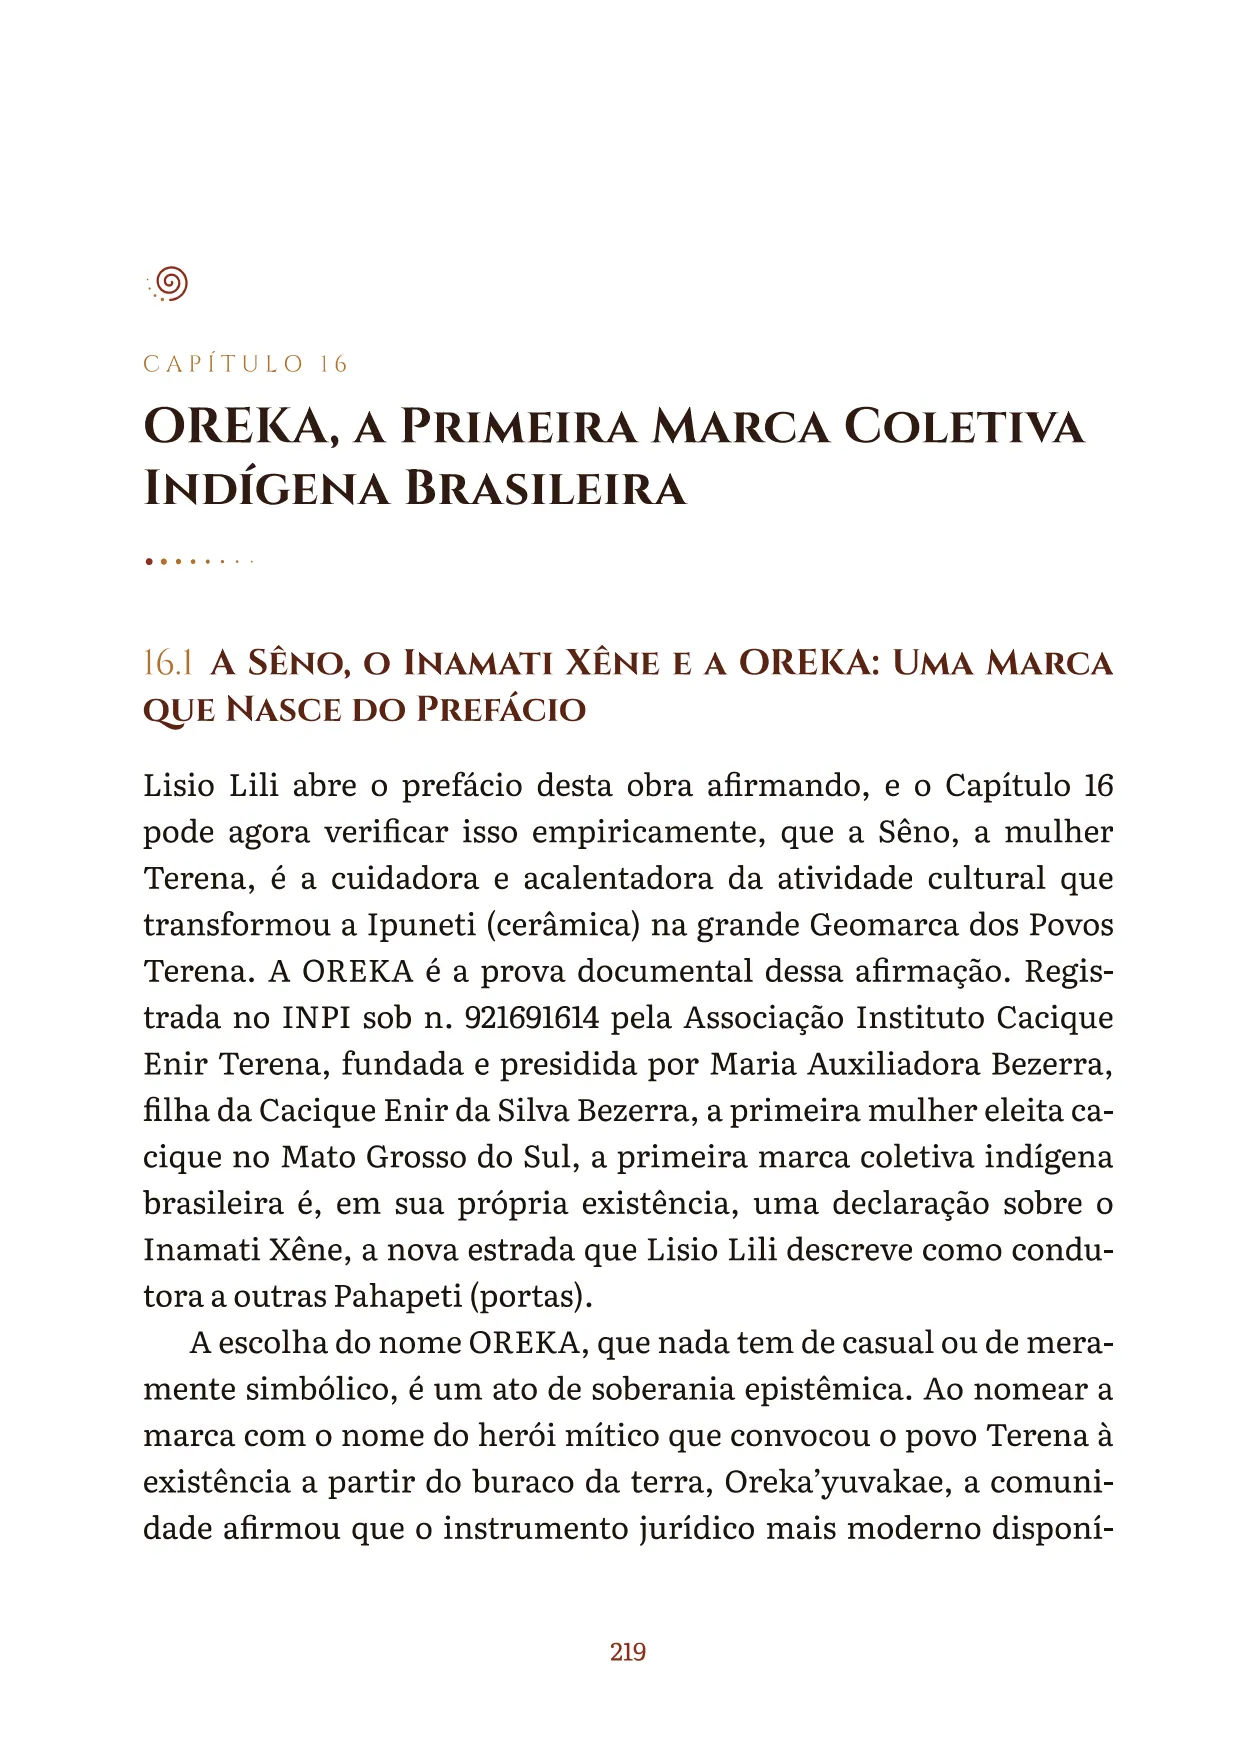 CAPÍTULO 16
OREKA, a Primeira Marca Coletiva
Indígena Brasileira
16.1 A Sêno, o Inamati Xêne e a OREKA: Uma Marca
que Nasce do Prefácio
Lisio Lili abre o prefácio desta obra afirmando, e o Capítulo 16
pode agora verificar isso empiricamente, que a Sêno, a mulher
Terena, é a cuidadora e acalentadora da atividade cultural que
transformou a Ipuneti (cerâmica) na grande Geomarca dos Povos
Terena. A OREKA é a prova documental dessa afirmação. Regis-
trada no INPI sob n. 921691614 pela Associação Instituto Cacique
Enir Terena, fundada e presidida por Maria Auxiliadora Bezerra,
filha da Cacique Enir da Silva Bezerra, a primeira mulher eleita ca-
cique no Mato Grosso do Sul, a primeira marca coletiva indígena
brasileira é, em sua própria existência, uma declaração sobre o
Inamati Xêne, a nova estrada que Lisio Lili descreve como condu-
tora a outras Pahapeti (portas).
A escolha do nome OREKA, que nada tem de casual ou de mera-
mente simbólico, é um ato de soberania epistêmica. Ao nomear a
marca com o nome do herói mítico que convocou o povo Terena à
existência a partir do buraco da terra, Oreka’yuvakae, a comuni-
dade afirmou que o instrumento jurídico mais moderno disponí-
219